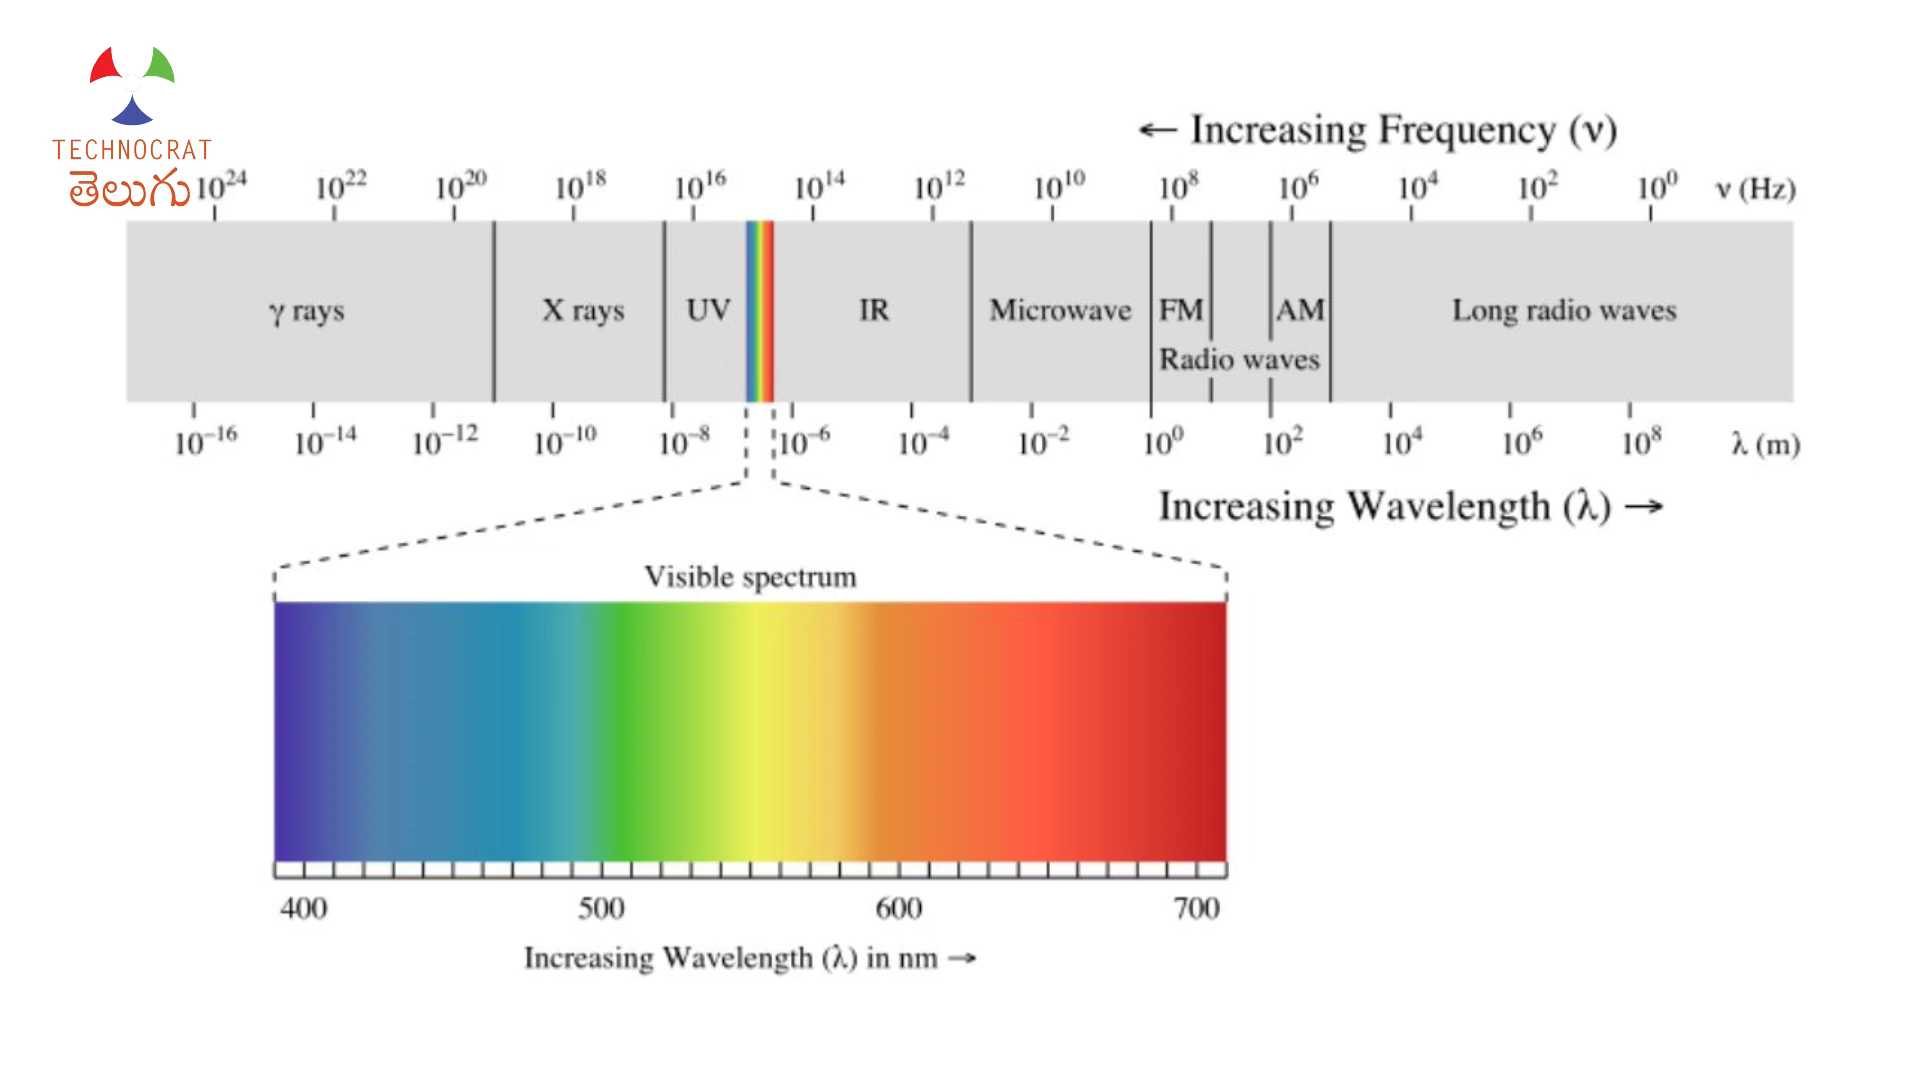 TECHNOCRAT
తెలుగు
← Increasing Frequency (ν)
10²⁴ 10²² 10²⁰ 10¹⁸ 10¹⁶ 10¹⁴ 10¹² 10¹⁰ 10⁸ 10⁶ 10⁴ 10² 10⁰ ν (Hz)
γ rays X rays UV IR Microwave FM AM Long radio waves
Radio waves
10⁻¹⁶ 10⁻¹⁴ 10⁻¹² 10⁻¹⁰ 10⁻⁸ 10⁻⁶ 10⁻⁴ 10⁻² 10⁰ 10² 10⁴ 10⁶ 10⁸ λ (m)
Increasing Wavelength (λ) →
Visible spectrum
400 500 600 700
Increasing Wavelength (λ) in nm →